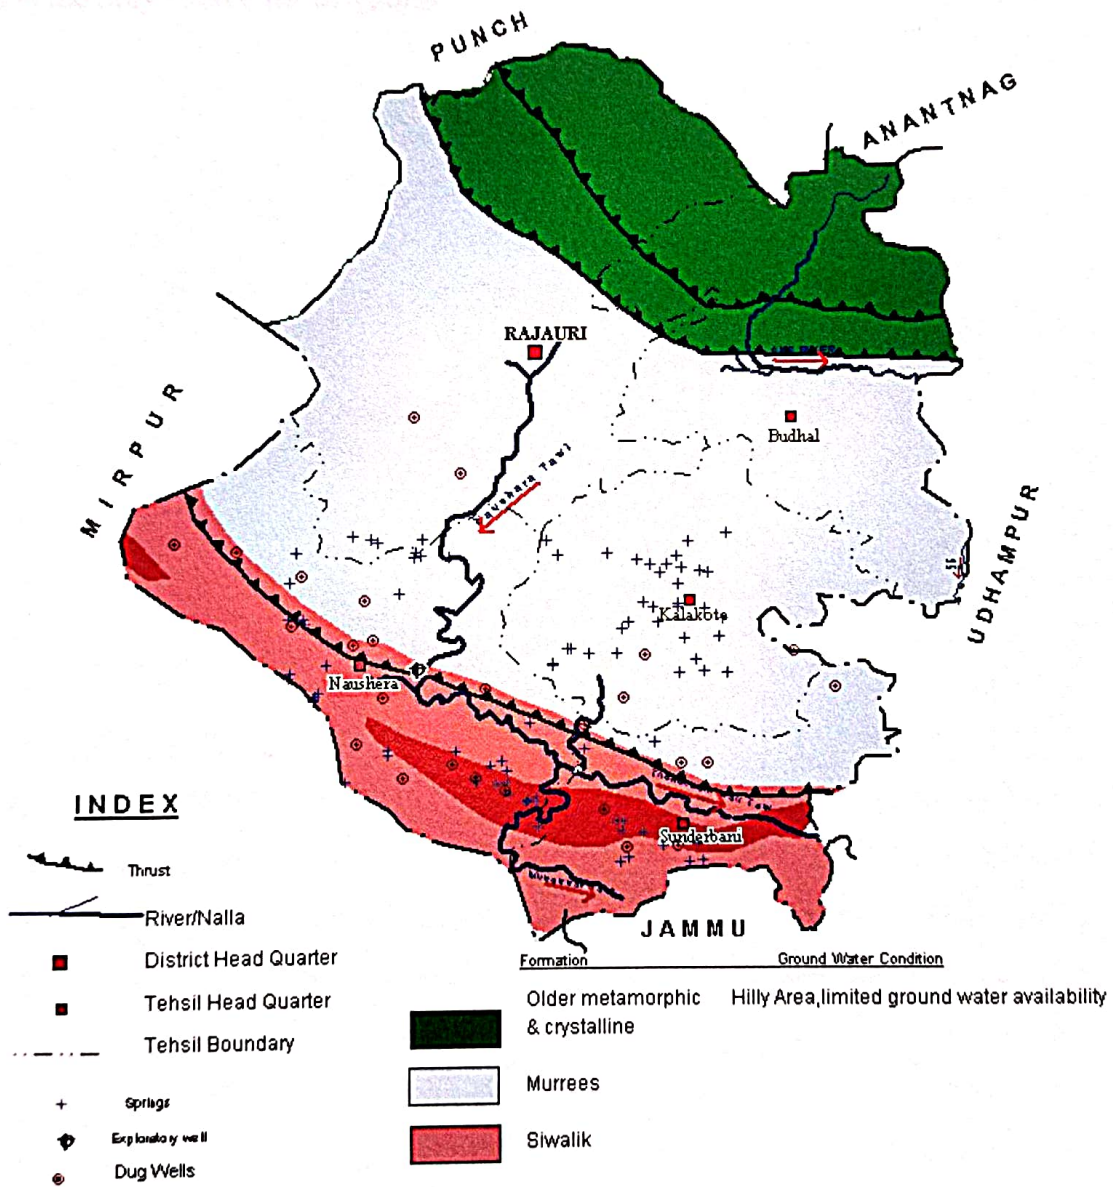 PUNCH
ANANTNAG
RAJAURI
MIRPUR
Budhal
UDHAMPUR
Kalakote
Naushera
Sunderbani
JAMMU
INDEX
Thrust
River/Nalla
District Head Quarter
Tehsil Head Quarter
Tehsil Boundary
Springs
Exploratory well
Dug Wells
Formation Ground Water Condition
Older metamorphic Hilly Area,limited ground water availability
& crystalline
Murrees
Siwalik